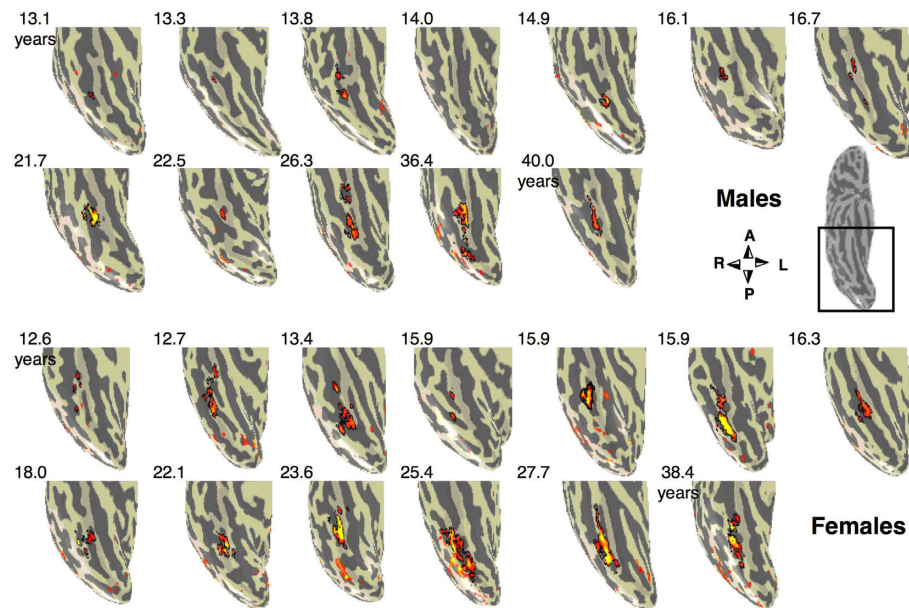 13.1 13.3 13.8 14.0 14.9 16.1 16.7
years
21.7 22.5 26.3 36.4 40.0
years
Males
A
R L
P
12.6 12.7 13.4 15.9 15.9 15.9 16.3
years
18.0 22.1 23.6 25.4 27.7 38.4
years
Females